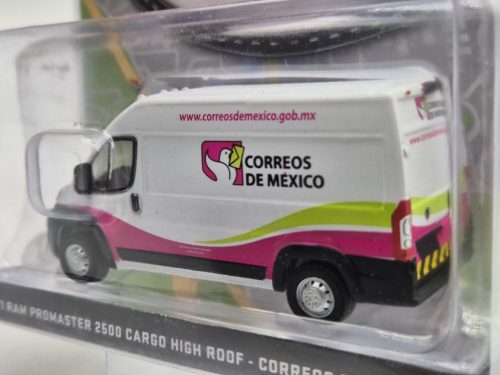 www.correosdemexico.gob.mx
CORREOS
DE MÉXICO
RAM PROMASTER 2500 CARGO HIGH ROOF - CORREOS